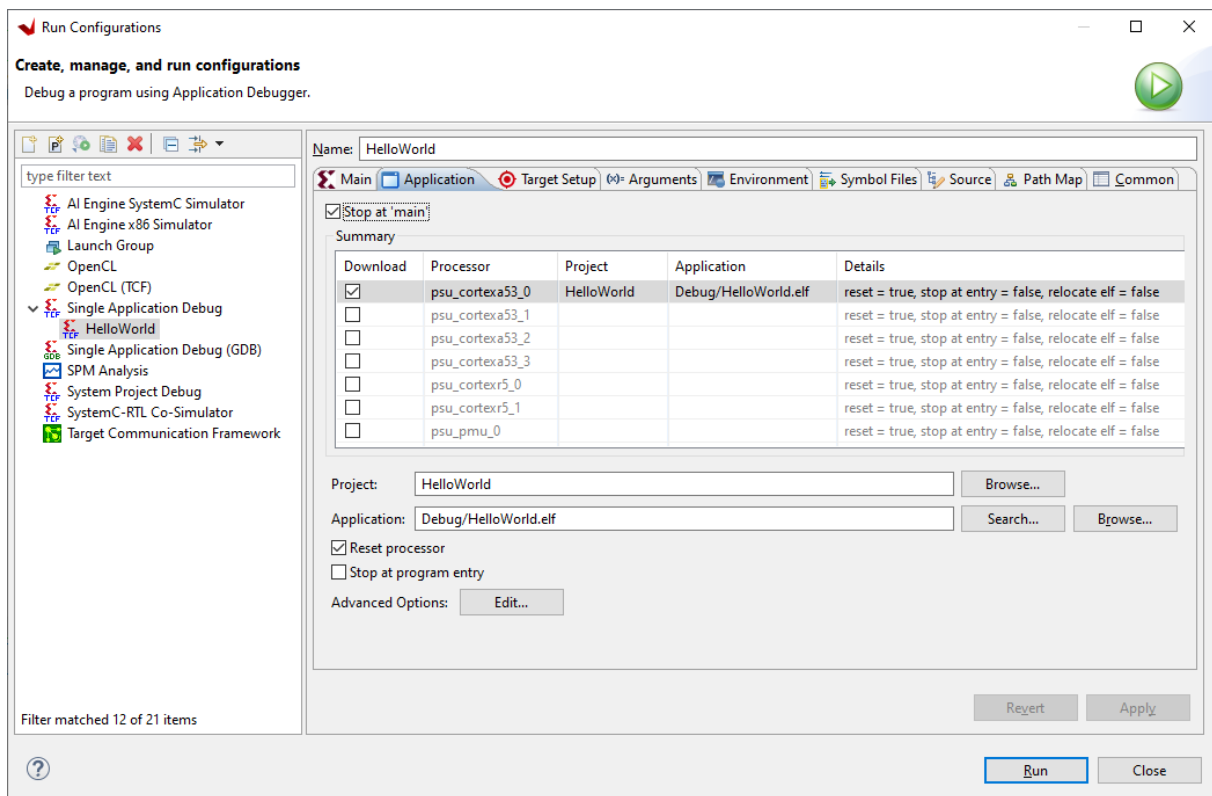 Run Configurations
Create, manage, and run configurations
Debug a program using Application Debugger.
type filter text
AI Engine SystemC Simulator
AI Engine x86 Simulator
Launch Group
OpenCL
OpenCL (TCF)
Single Application Debug
HelloWorld
Single Application Debug (GDB)
SPM Analysis
System Project Debug
SystemC-RTL Co-Simulator
Target Communication Framework
Filter matched 12 of 21 items
Name: HelloWorld
Main Application Target Setup (x)= Arguments Environment Symbol Files Source Path Map Common
Stop at 'main'
Summary
Download Processor Project Application Details
psu_cortexa53_0 HelloWorld Debug/HelloWorld.elf reset = true, stop at entry = false, relocate elf = false
psu_cortexa53_1 reset = true, stop at entry = false, relocate elf = false
psu_cortexa53_2 reset = true, stop at entry = false, relocate elf = false
psu_cortexa53_3 reset = true, stop at entry = false, relocate elf = false
psu_cortexr5_0 reset = true, stop at entry = false, relocate elf = false
psu_cortexr5_1 reset = true, stop at entry = false, relocate elf = false
psu_pmu_0 reset = true, stop at entry = false, relocate elf = false
Project: HelloWorld Browse...
Application: Debug/HelloWorld.elf Search... Browse...
Reset processor
Stop at program entry
Advanced Options: Edit...
Revert Apply
Run Close